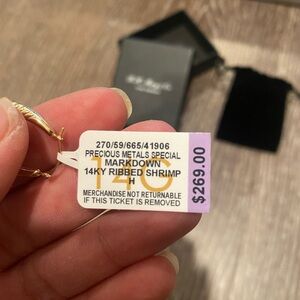 270/59/665/41906
PRECIOUS METALS SPECIAL
MARKDOWN
14KY RIBBED SHRIMP
H
MERCHANDISE NOT RETURNABLE
IF THIS TICKET IS REMOVED
$269.00